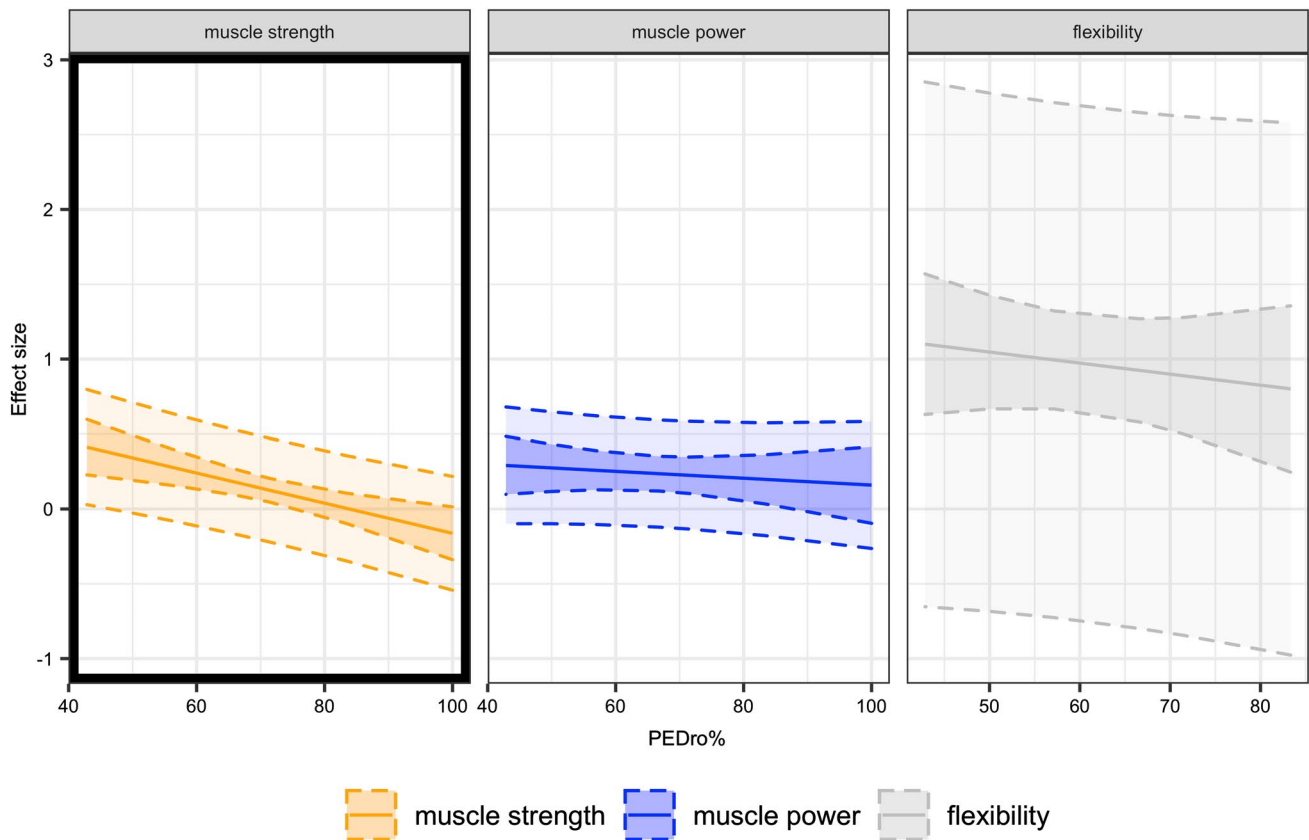 muscle strength
muscle power
flexibility
3
2
1
0
-1
Effect size
40 60 80 100
40 60 80 100
50 60 70 80
PEDro%
muscle strength muscle power flexibility